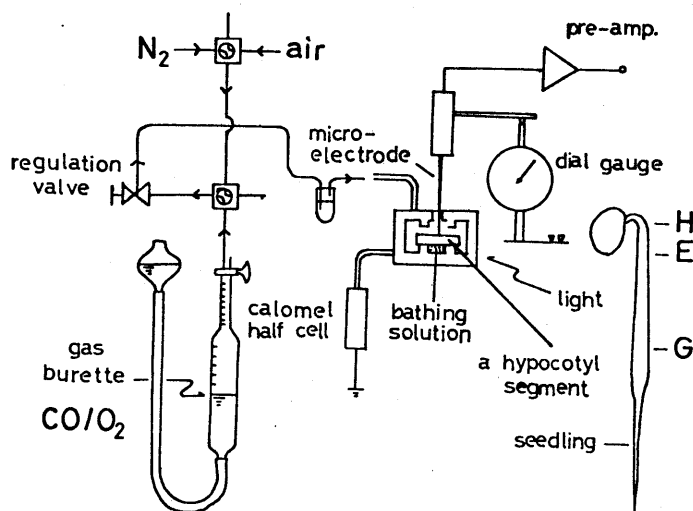 pre-amp.
N₂ air
micro-
electrode
dial gauge
regulation
valve
H
E
light
calomel
half cell
bathing
solution
gas
burette
a hypocotyl
segment
G
CO/O₂
seedling